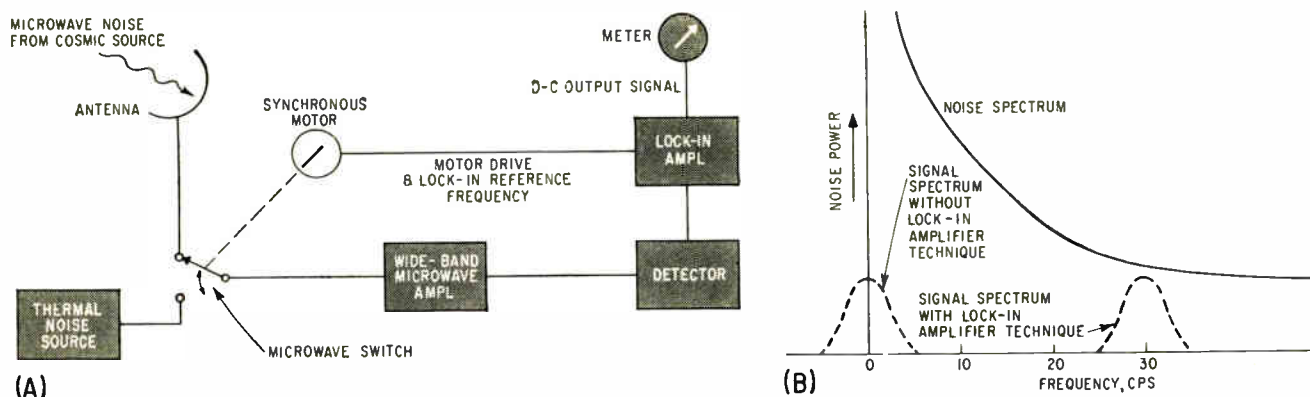 MICROWAVE NOISE
FROM COSMIC SOURCE
ANTENNA
SYNCHRONOUS
MOTOR
METER
D-C OUTPUT SIGNAL
LOCK-IN
AMPL
MOTOR DRIVE
& LOCK-IN REFERENCE
FREQUENCY
WIDE-BAND
MICROWAVE
AMPL
DETECTOR
THERMAL
NOISE
SOURCE
MICROWAVE SWITCH
(A)
NOISE POWER
NOISE SPECTRUM
SIGNAL
SPECTRUM
WITHOUT
LOCK-IN
AMPLIFIER
TECHNIQUE
SIGNAL SPECTRUM
WITH LOCK-IN
AMPLIFIER TECHNIQUE
0 10 20 30
FREQUENCY, CPS
(B)